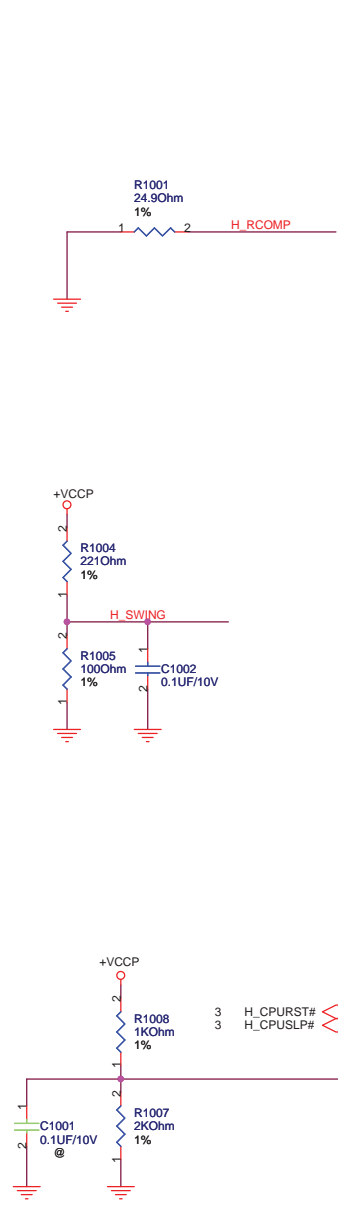 R1001
24.9Ohm
1%
1
2
H_RCOMP
+VCCP
2
R1004
221Ohm
1%
1
H_SWING
2
R1005
100Ohm
1%
1
1
C1002
0.1UF/10V
2
+VCCP
2
R1008
1KOhm
1%
1
3 H_CPURST#
3 H_CPUSLP#
1
C1001
0.1UF/10V
@
2
2
R1007
2KOhm
1%
1